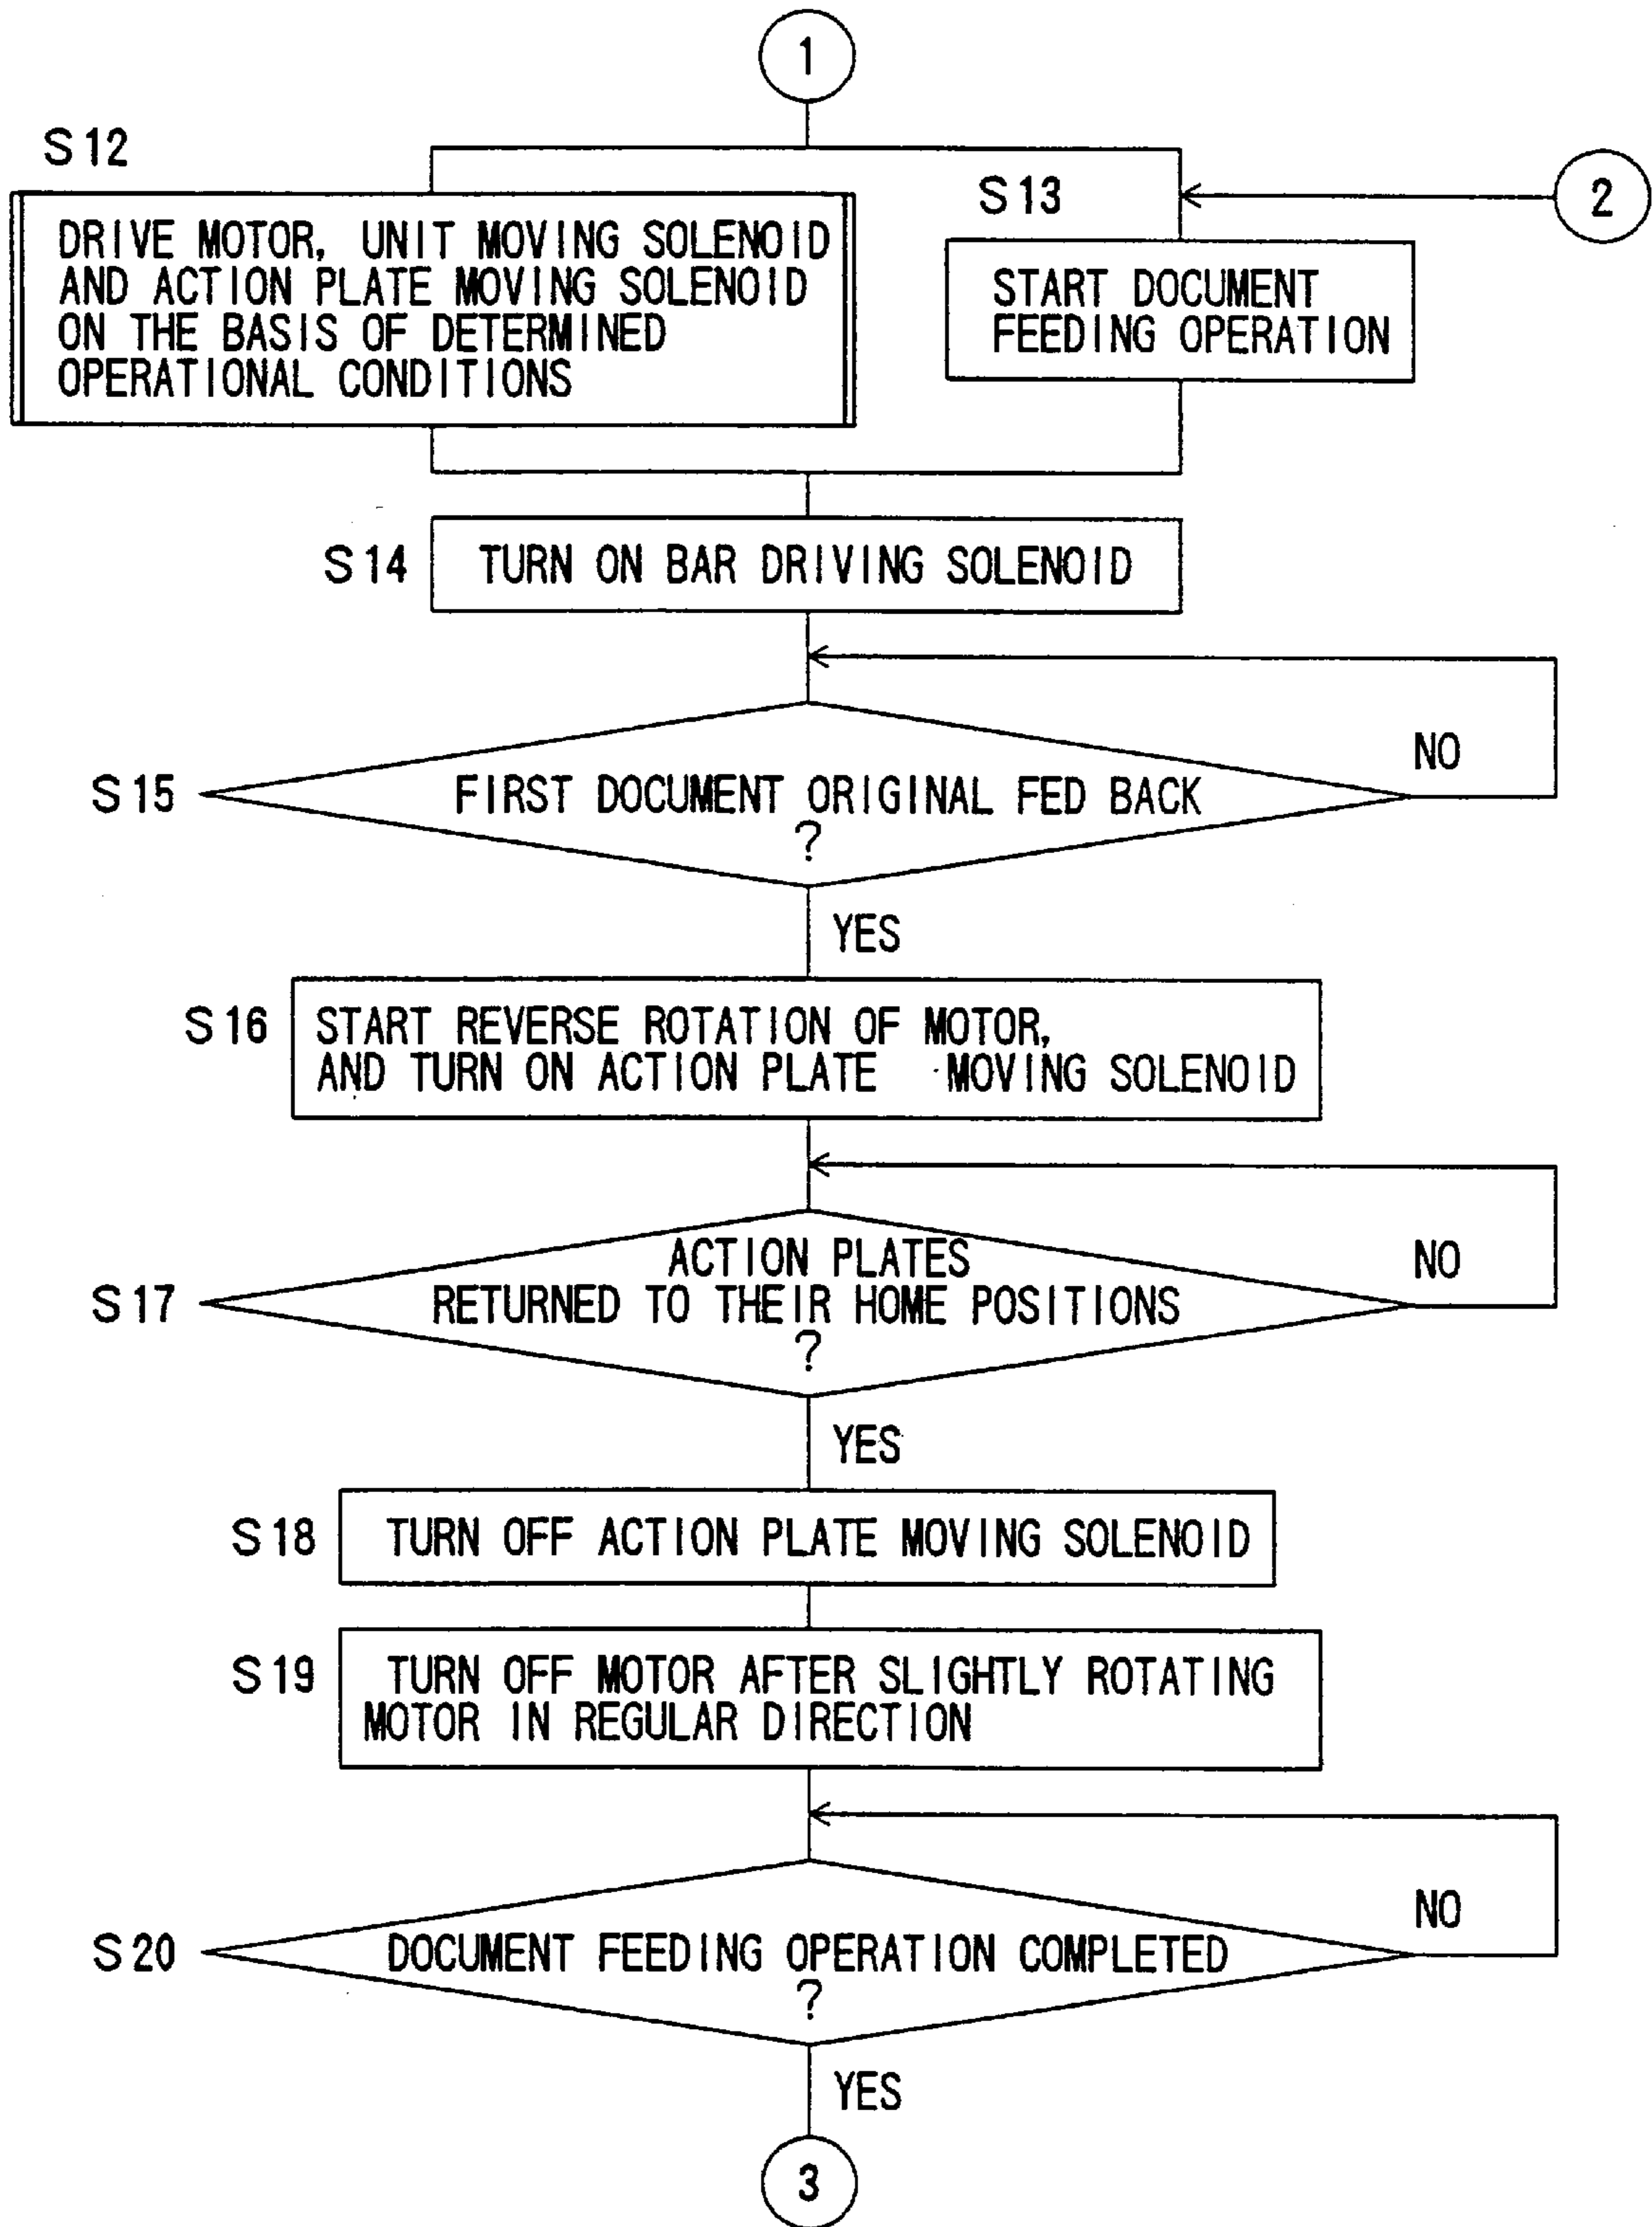 1
S12
DRIVE MOTOR, UNIT MOVING SOLENOID
AND ACTION PLATE MOVING SOLENOID
ON THE BASIS OF DETERMINED
OPERATIONAL CONDITIONS
S13
2
START DOCUMENT
FEEDING OPERATION
S14
TURN ON BAR DRIVING SOLENOID
S15
FIRST DOCUMENT ORIGINAL FED BACK
?
NO
YES
S16
START REVERSE ROTATION OF MOTOR,
AND TURN ON ACTION PLATE MOVING SOLENOID
S17
ACTION PLATES
RETURNED TO THEIR HOME POSITIONS
?
NO
YES
S18
TURN OFF ACTION PLATE MOVING SOLENOID
S19
TURN OFF MOTOR AFTER SLIGHTLY ROTATING
MOTOR IN REGULAR DIRECTION
S20
DOCUMENT FEEDING OPERATION COMPLETED
?
NO
YES
3